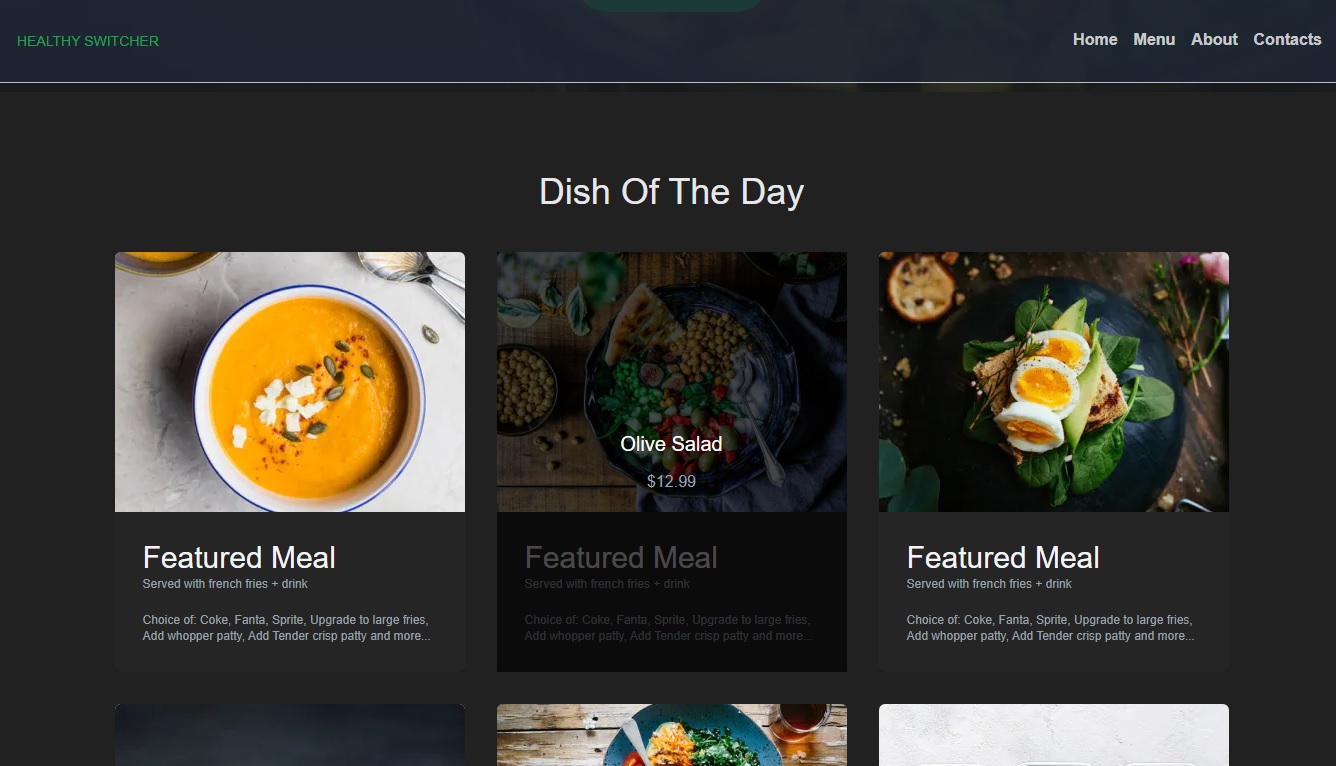 HEALTHY SWITCHER
Home Menu About Contacts
Dish Of The Day
Featured Meal
Served with french fries + drink
Choice of: Coke, Fanta, Sprite, Upgrade to large fries,
Add whopper patty, Add Tender crisp patty and more...
Olive Salad
$12.99
Featured Meal
Served with french fries + drink
Choice of: Coke, Fanta, Sprite, Upgrade to large fries,
Add whopper patty, Add Tender crisp patty and more...
Featured Meal
Served with french fries + drink
Choice of: Coke, Fanta, Sprite, Upgrade to large fries,
Add whopper patty, Add Tender crisp patty and more...